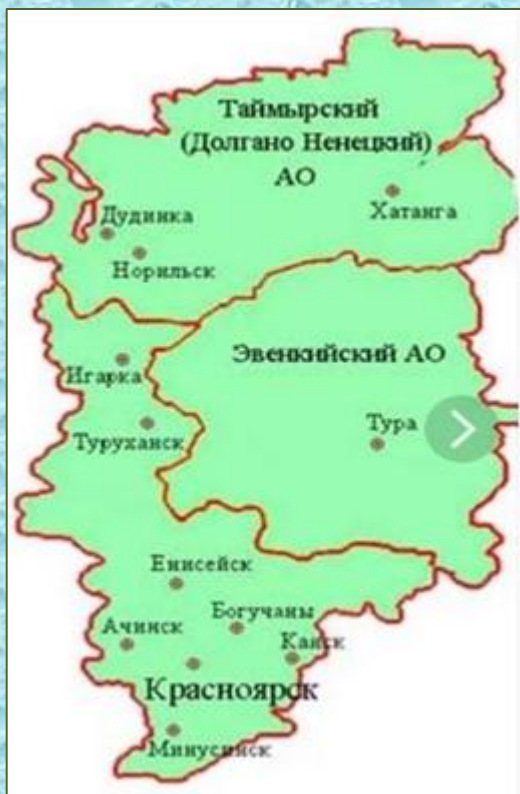 Таймырский
(Долгано Ненецкий)
АО
Хатанга
Дудинка
Норильск
Эвенкийский АО
Игарка
Тура
Туруханск
Енисейск
Богучаны
Ачинск
Канск
Красноярск
Минусинск